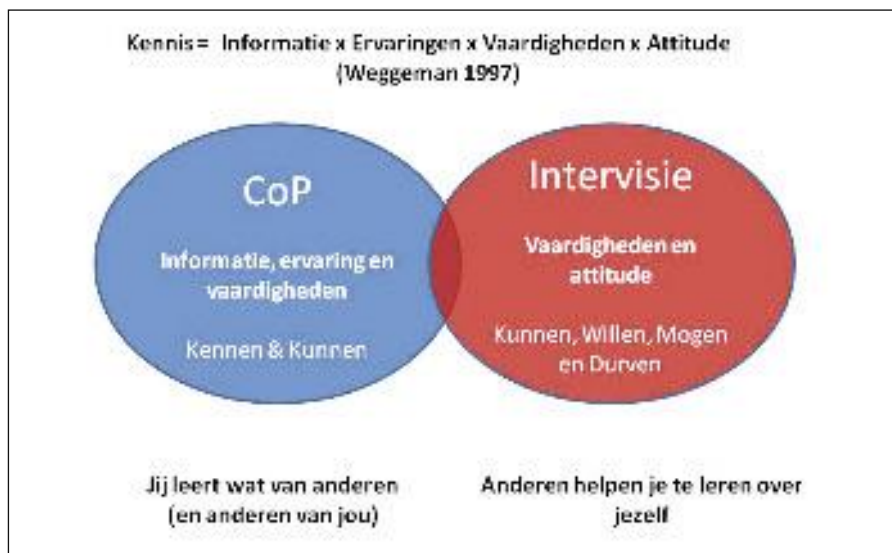 Kennis = Informatie x Ervaringen x Vaardigheden x Attitude
(Weggeman 1997)
CoP
Informatie, ervaring en
vaardigheden
Kennen & Kunnen
Intervisie
Vaardigheden en
attitude
Kunnen, Willen, Mogen
en Durven
Jij leert wat van anderen
(en anderen van jou)
Anderen helpen je te leren over
jezelf